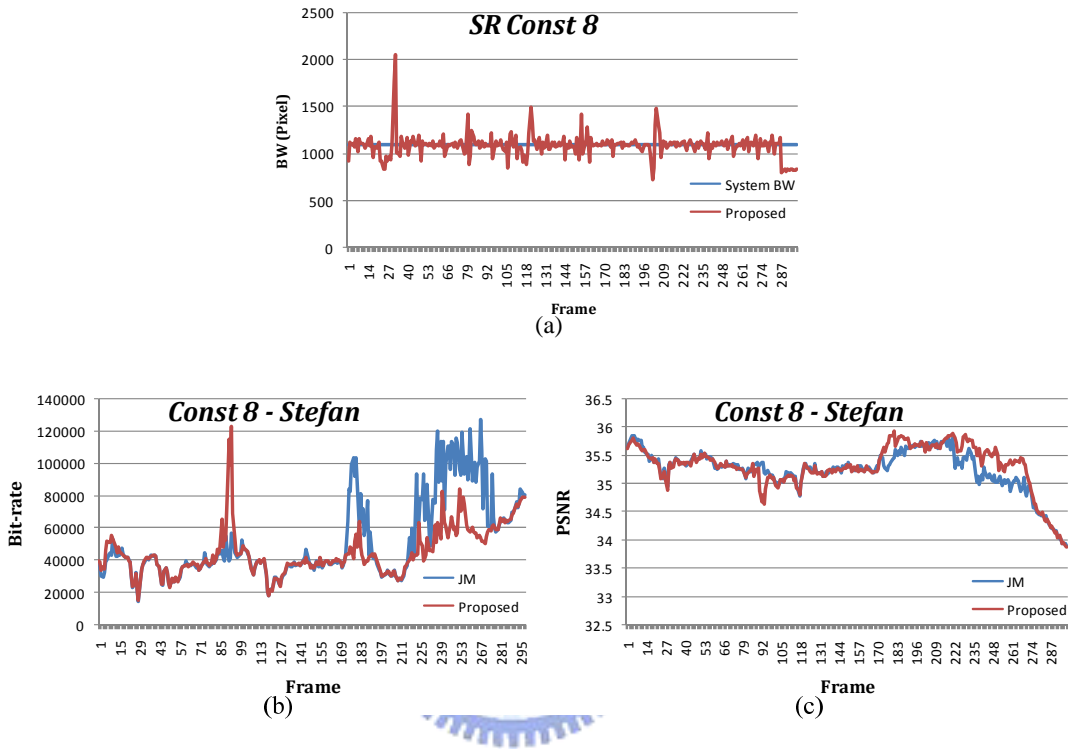 SR Const 8
BW (Pixel)
2500
2000
1500
1000
500
0
System BW
Proposed
1 14 27 40 53 66 79 92 105 118 131 144 157 170 183 196 209 222 235 248 261 274 287
Frame
(a)
Const 8 - Stefan
Bit-rate
140000
120000
100000
80000
60000
40000
20000
0
JM
Proposed
1 15 29 43 57 71 85 99 113 127 141 155 169 183 197 211 225 239 253 267 281 295
Frame
(b)
Const 8 - Stefan
PSNR
36.5
36
35.5
35
34.5
34
33.5
33
32.5
JM
Proposed
1 14 27 40 53 66 79 92 105 118 131 144 157 170 183 196 209 222 235 248 261 274 287
Frame
(c)